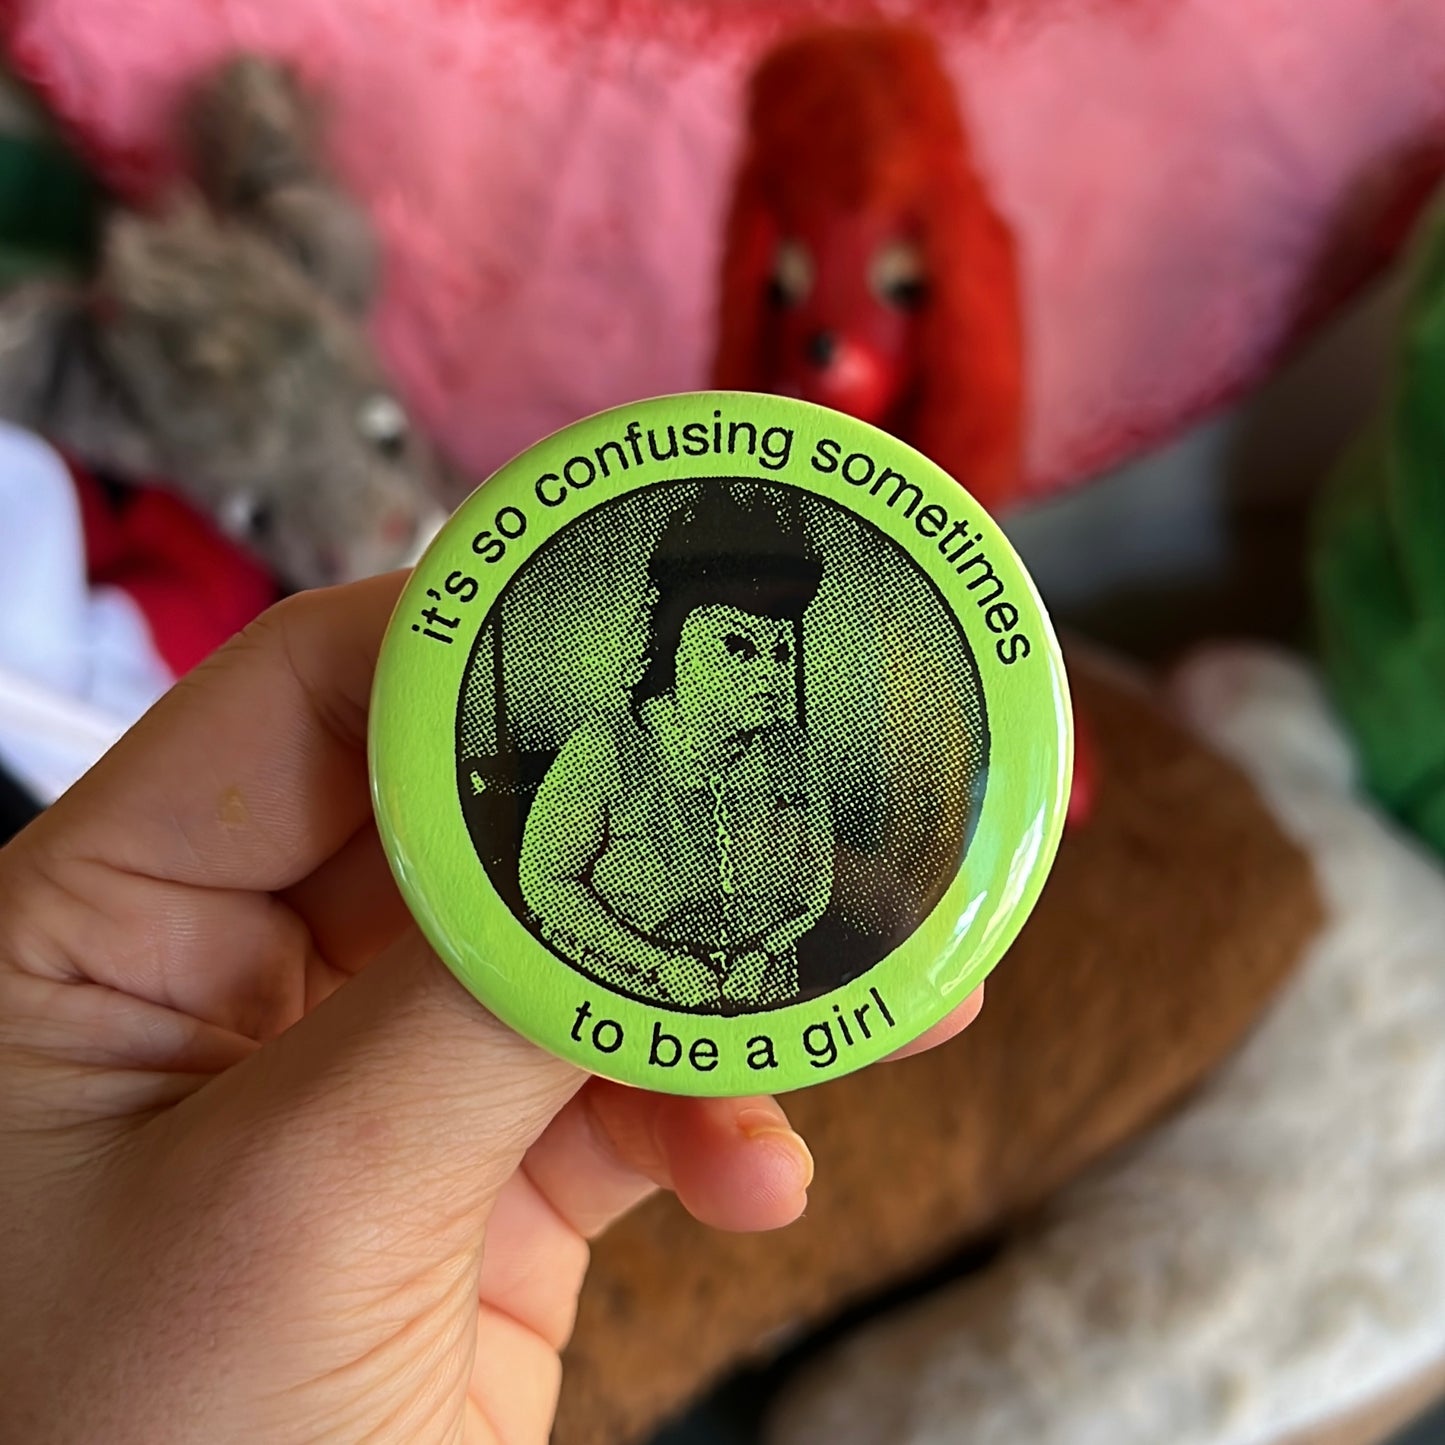 it's so confusing sometimes
to be a girl